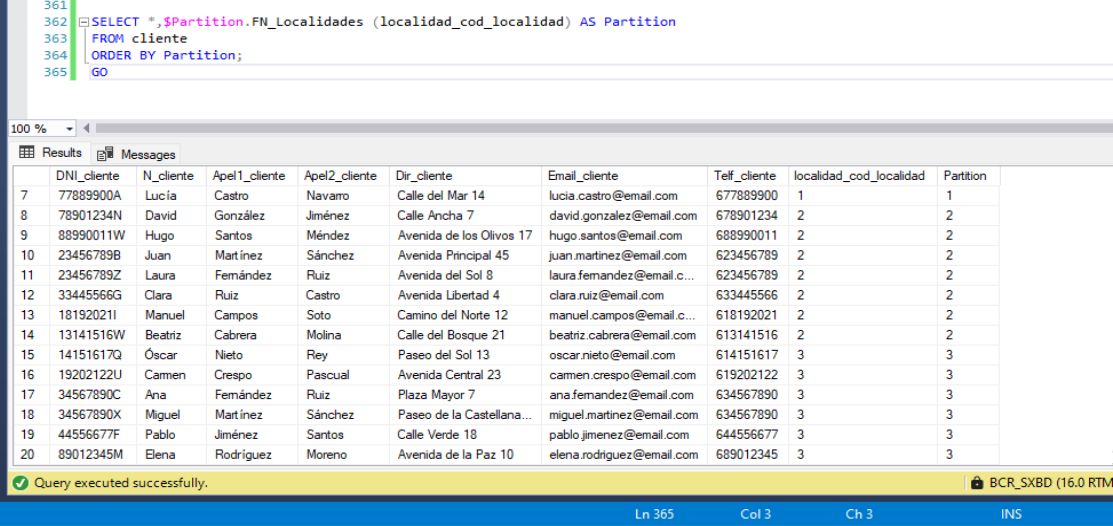 361
362 SELECT *,$Partition.FN_Localidades (localidad_cod_localidad) AS Partition
363 FROM cliente
364 ORDER BY Partition;
365 GO
100 %
Results Messages
DNI_cliente N_cliente Apel1_cliente Apel2_cliente Dir_cliente Email_cliente Telf_cliente localidad_cod_localidad Partition
7 77889900A Lucía Castro Navarro Calle del Mar 14 lucia.castro@email.com 677889900 1 1
8 78901234N David González Jiménez Calle Ancha 7 david.gonzalez@email.com 678901234 2 2
9 88990011W Hugo Santos Méndez Avenida de los Olivos 17 hugo.santos@email.com 688990011 2 2
10 23456789B Juan Martínez Sánchez Avenida Principal 45 juan.martinez@email.com 623456789 2 2
11 23456789Z Laura Fernández Ruiz Avenida del Sol 8 laura.fernandez@email.c... 623456789 2 2
12 33445566G Clara Ruiz Castro Avenida Libertad 4 clara.ruiz@email.com 633445566 2 2
13 18192021I Manuel Campos Soto Camino del Norte 12 manuel.campos@email.c... 618192021 2 2
14 13141516W Beatriz Cabrera Molina Calle del Bosque 21 beatriz.cabrera@email.com 613141516 2 2
15 14151617Q Óscar Nieto Rey Paseo del Sol 13 oscar.nieto@email.com 614151617 3 3
16 19202122U Carmen Crespo Pascual Avenida Central 23 carmen.crespo@email.com 619202122 3 3
17 34567890C Ana Fernández Ruiz Plaza Mayor 7 ana.fernandez@email.com 634567890 3 3
18 34567890X Miguel Martínez Sánchez Paseo de la Castellana... miguel.martinez@email.com 634567890 3 3
19 44556677F Pablo Jiménez Santos Calle Verde 18 pablo.jimenez@email.com 644556677 3 3
20 89012345M Elena Rodríguez Moreno Avenida de la Paz 10 elena.rodriguez@email.com 689012345 3 3
Query executed successfully. BCR_SXBD (16.0 RTM
Ln 365 Col 3 Ch 3 INS